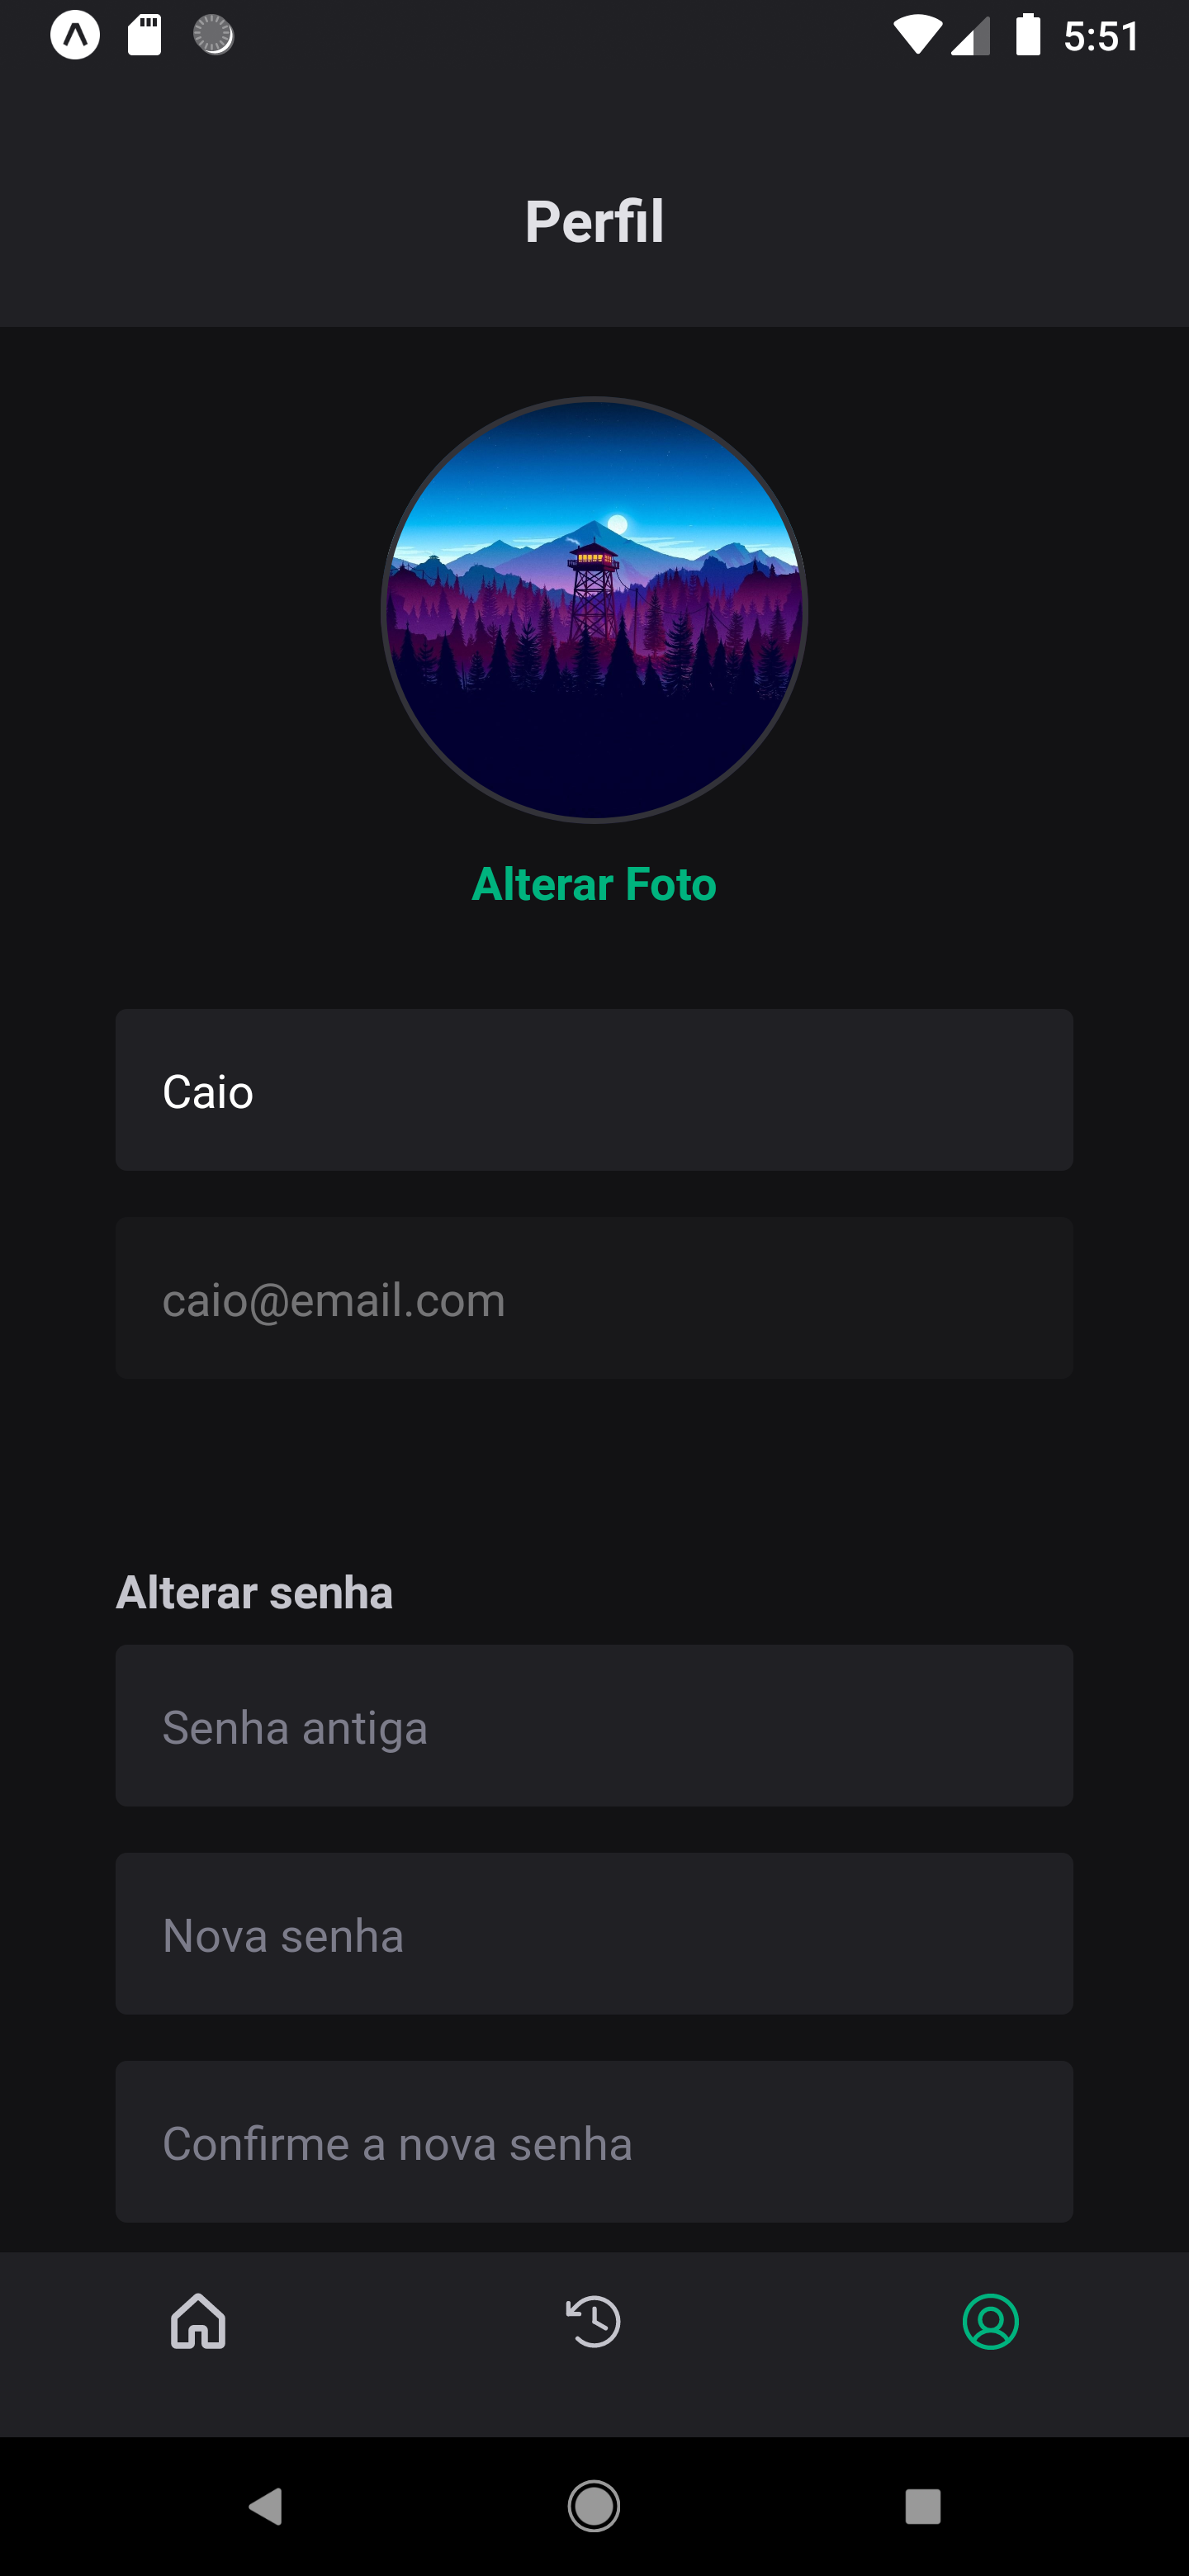 5:51
Perfil
Alterar Foto
Caio
caio@email.com
Alterar senha
Senha antiga
Nova senha
Confirme a nova senha